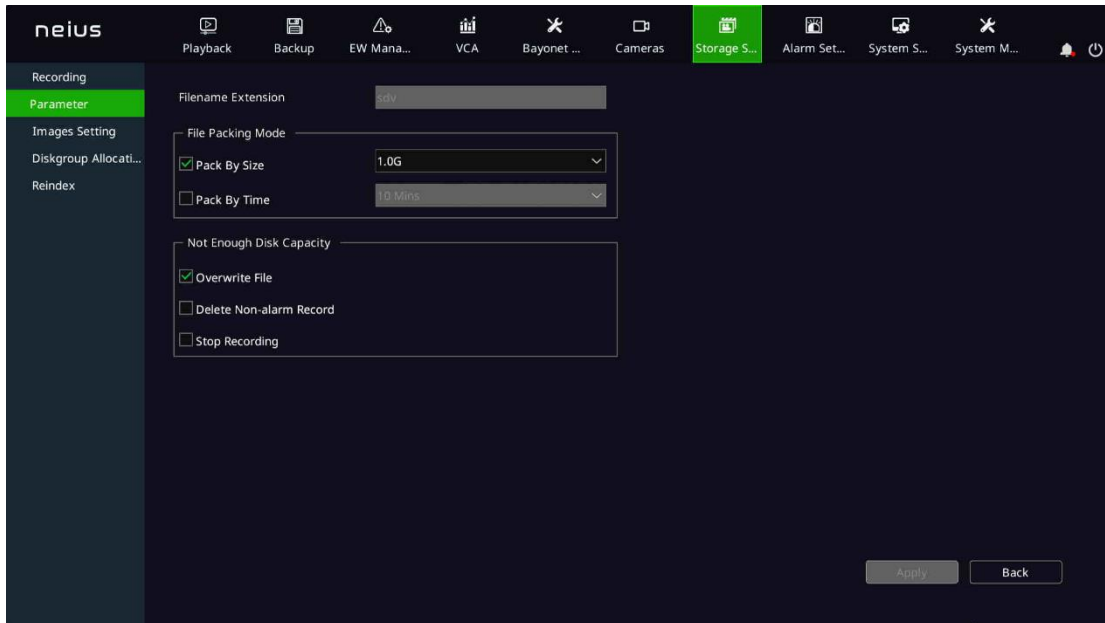 neius
Playback
Backup
EW Mana...
VCA
Bayonet ...
Cameras
Storage S...
Alarm Set...
System S...
System M...
Recording
Parameter
Images Setting
Diskgroup Allocati...
Reindex
Filename Extension
sdv
File Packing Mode
Pack By Size
1.0G
Pack By Time
10 Mins
Not Enough Disk Capacity
Overwrite File
Delete Non-alarm Record
Stop Recording
Apply
Back